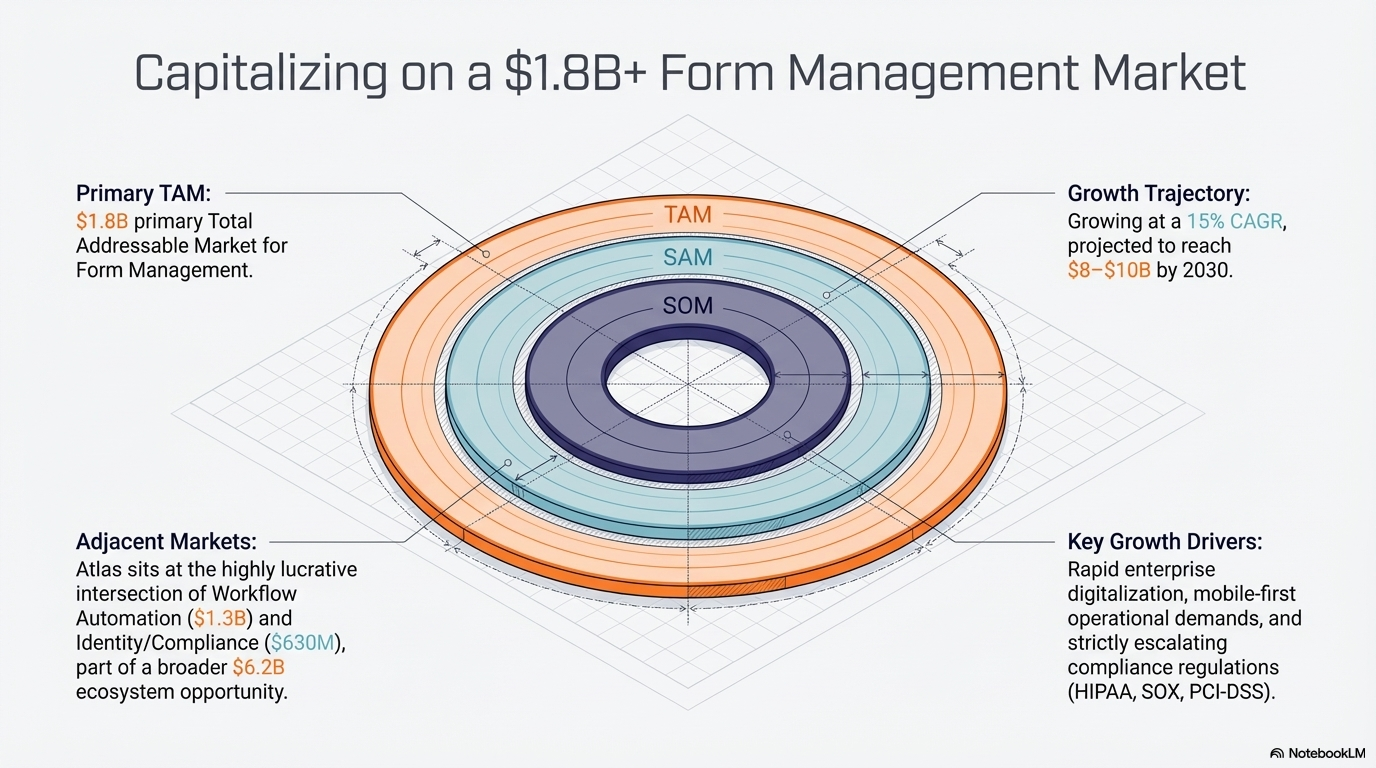 Capitalizing on a $1.8B+ Form Management Market
Primary TAM:
$1.8B primary Total
Addressable Market for
Form Management.
TAM
SAM
SOM
Growth Trajectory:
Growing at a 15% CAGR,
projected to reach
$8–$10B by 2030.
Adjacent Markets:
Atlas sits at the highly lucrative
intersection of Workflow
Automation ($1.3B) and
Identity/Compliance ($630M),
part of a broader $6.2B
ecosystem opportunity.
Key Growth Drivers:
Rapid enterprise
digitalization, mobile-first
operational demands, and
strictly escalating
compliance regulations
(HIPAA, SOX, PCI-DSS).
NotebookLM